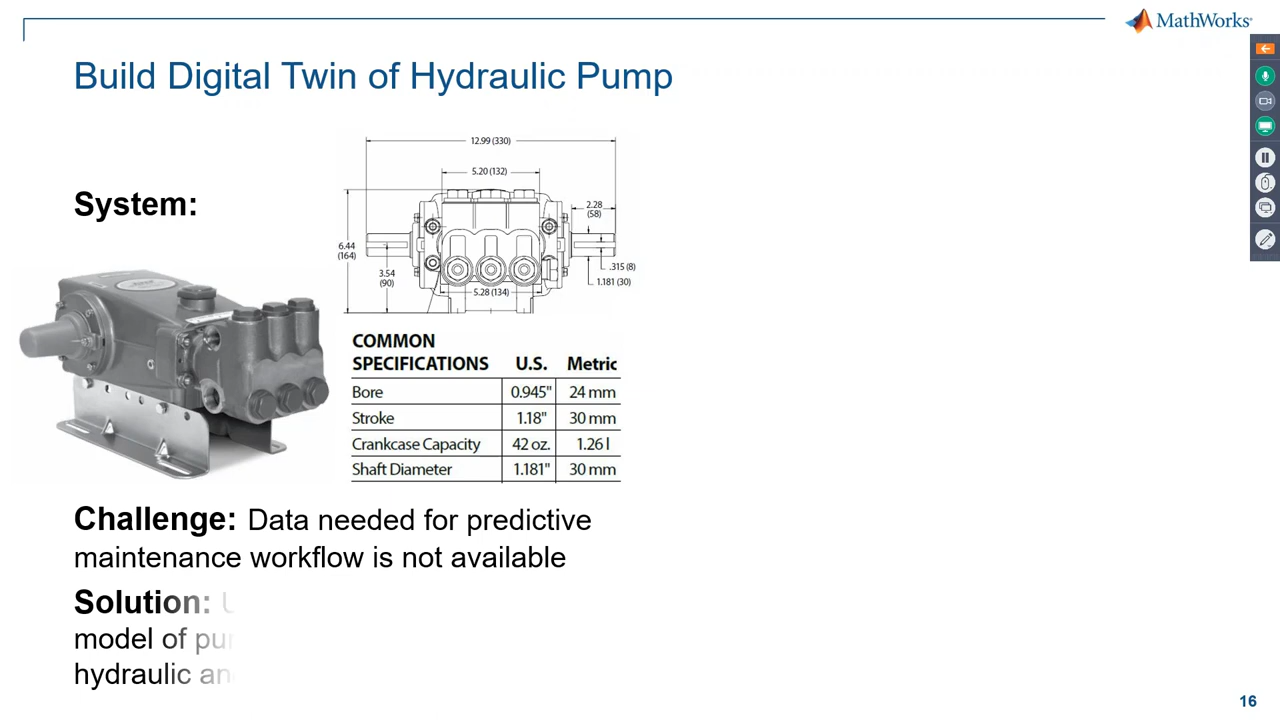 MathWorks
Build Digital Twin of Hydraulic Pump
System:
12.99 (330)
5.20 (132)
2.28
(58)
6.44
(164)
3.54
(90)
.315 (8)
1.181 (30)
5.28 (134)
COMMON
SPECIFICATIONS U.S. Metric
Bore 0.945" 24 mm
Stroke 1.18" 30 mm
Crankcase Capacity 42 oz. 1.26 l
Shaft Diameter 1.181" 30 mm
Challenge: Data needed for predictive
maintenance workflow is not available
Solution:
model of
hydraulic
16